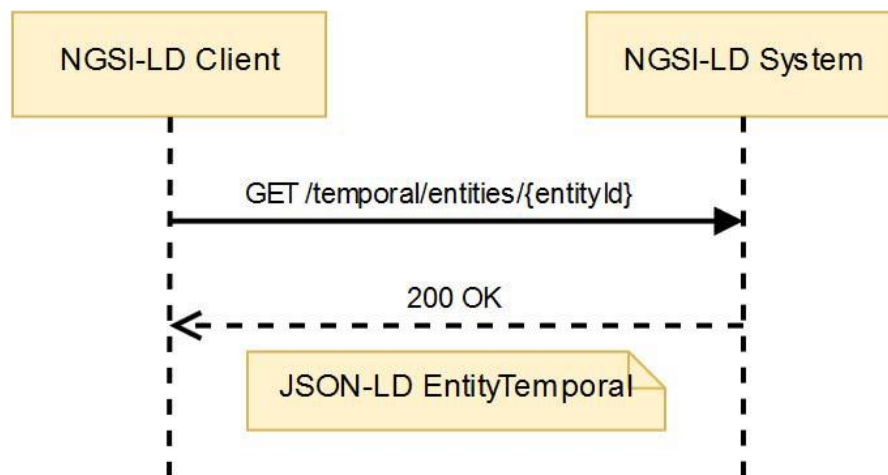 NGSI-LD Client
NGSI-LD System
GET /temporal/entities/{entityId}
200 OK
JSON-LD EntityTemporal